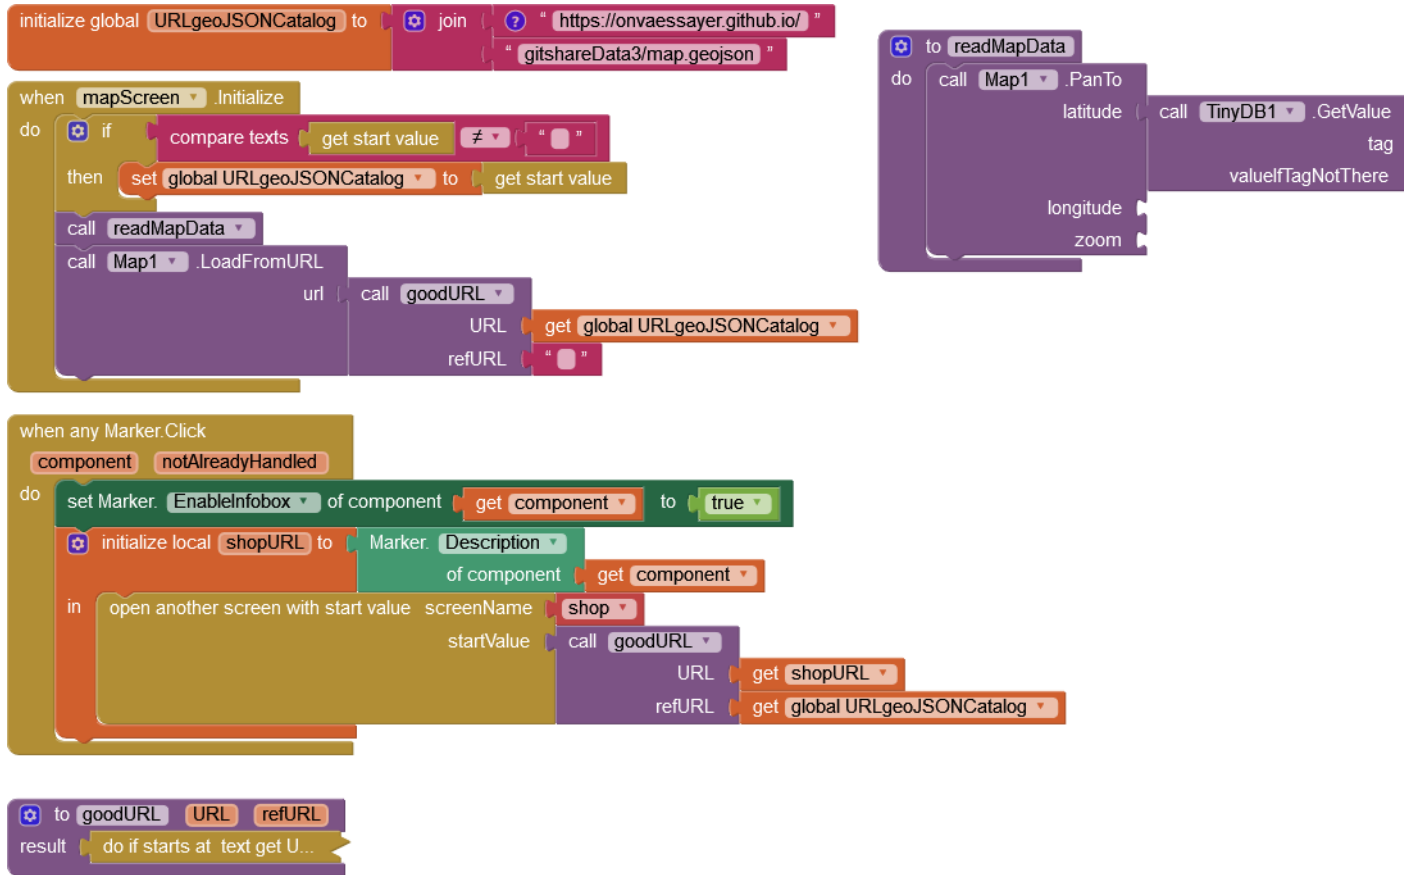 initialize global URLgeoJSONCatalog to join " https://onvaessayer.github.io/ "
" gitshareData3/map.geojson "
when mapScreen .Initialize
do if compare texts get start value ≠ " "
then set global URLgeoJSONCatalog to get start value
call readMapData
call Map1 .LoadFromURL
url call goodURL
URL get global URLgeoJSONCatalog
refURL " "
when any Marker.Click
component notAlreadyHandled
do set Marker. EnableInfobox of component get component to true
initialize local shopURL to Marker. Description
of component get component
in open another screen with start value screenName shop
startValue call goodURL
URL get shopURL
refURL get global URLgeoJSONCatalog
to goodURL URL refURL
result do if starts at text get U...
to readMapData
do call Map1 .PanTo
latitude call TinyDB1 .GetValue
tag
valueIfTagNotThere
longitude
zoom